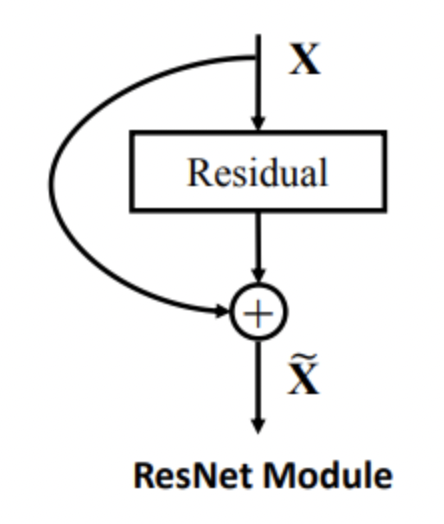 X
Residual
+
X̃
ResNet Module